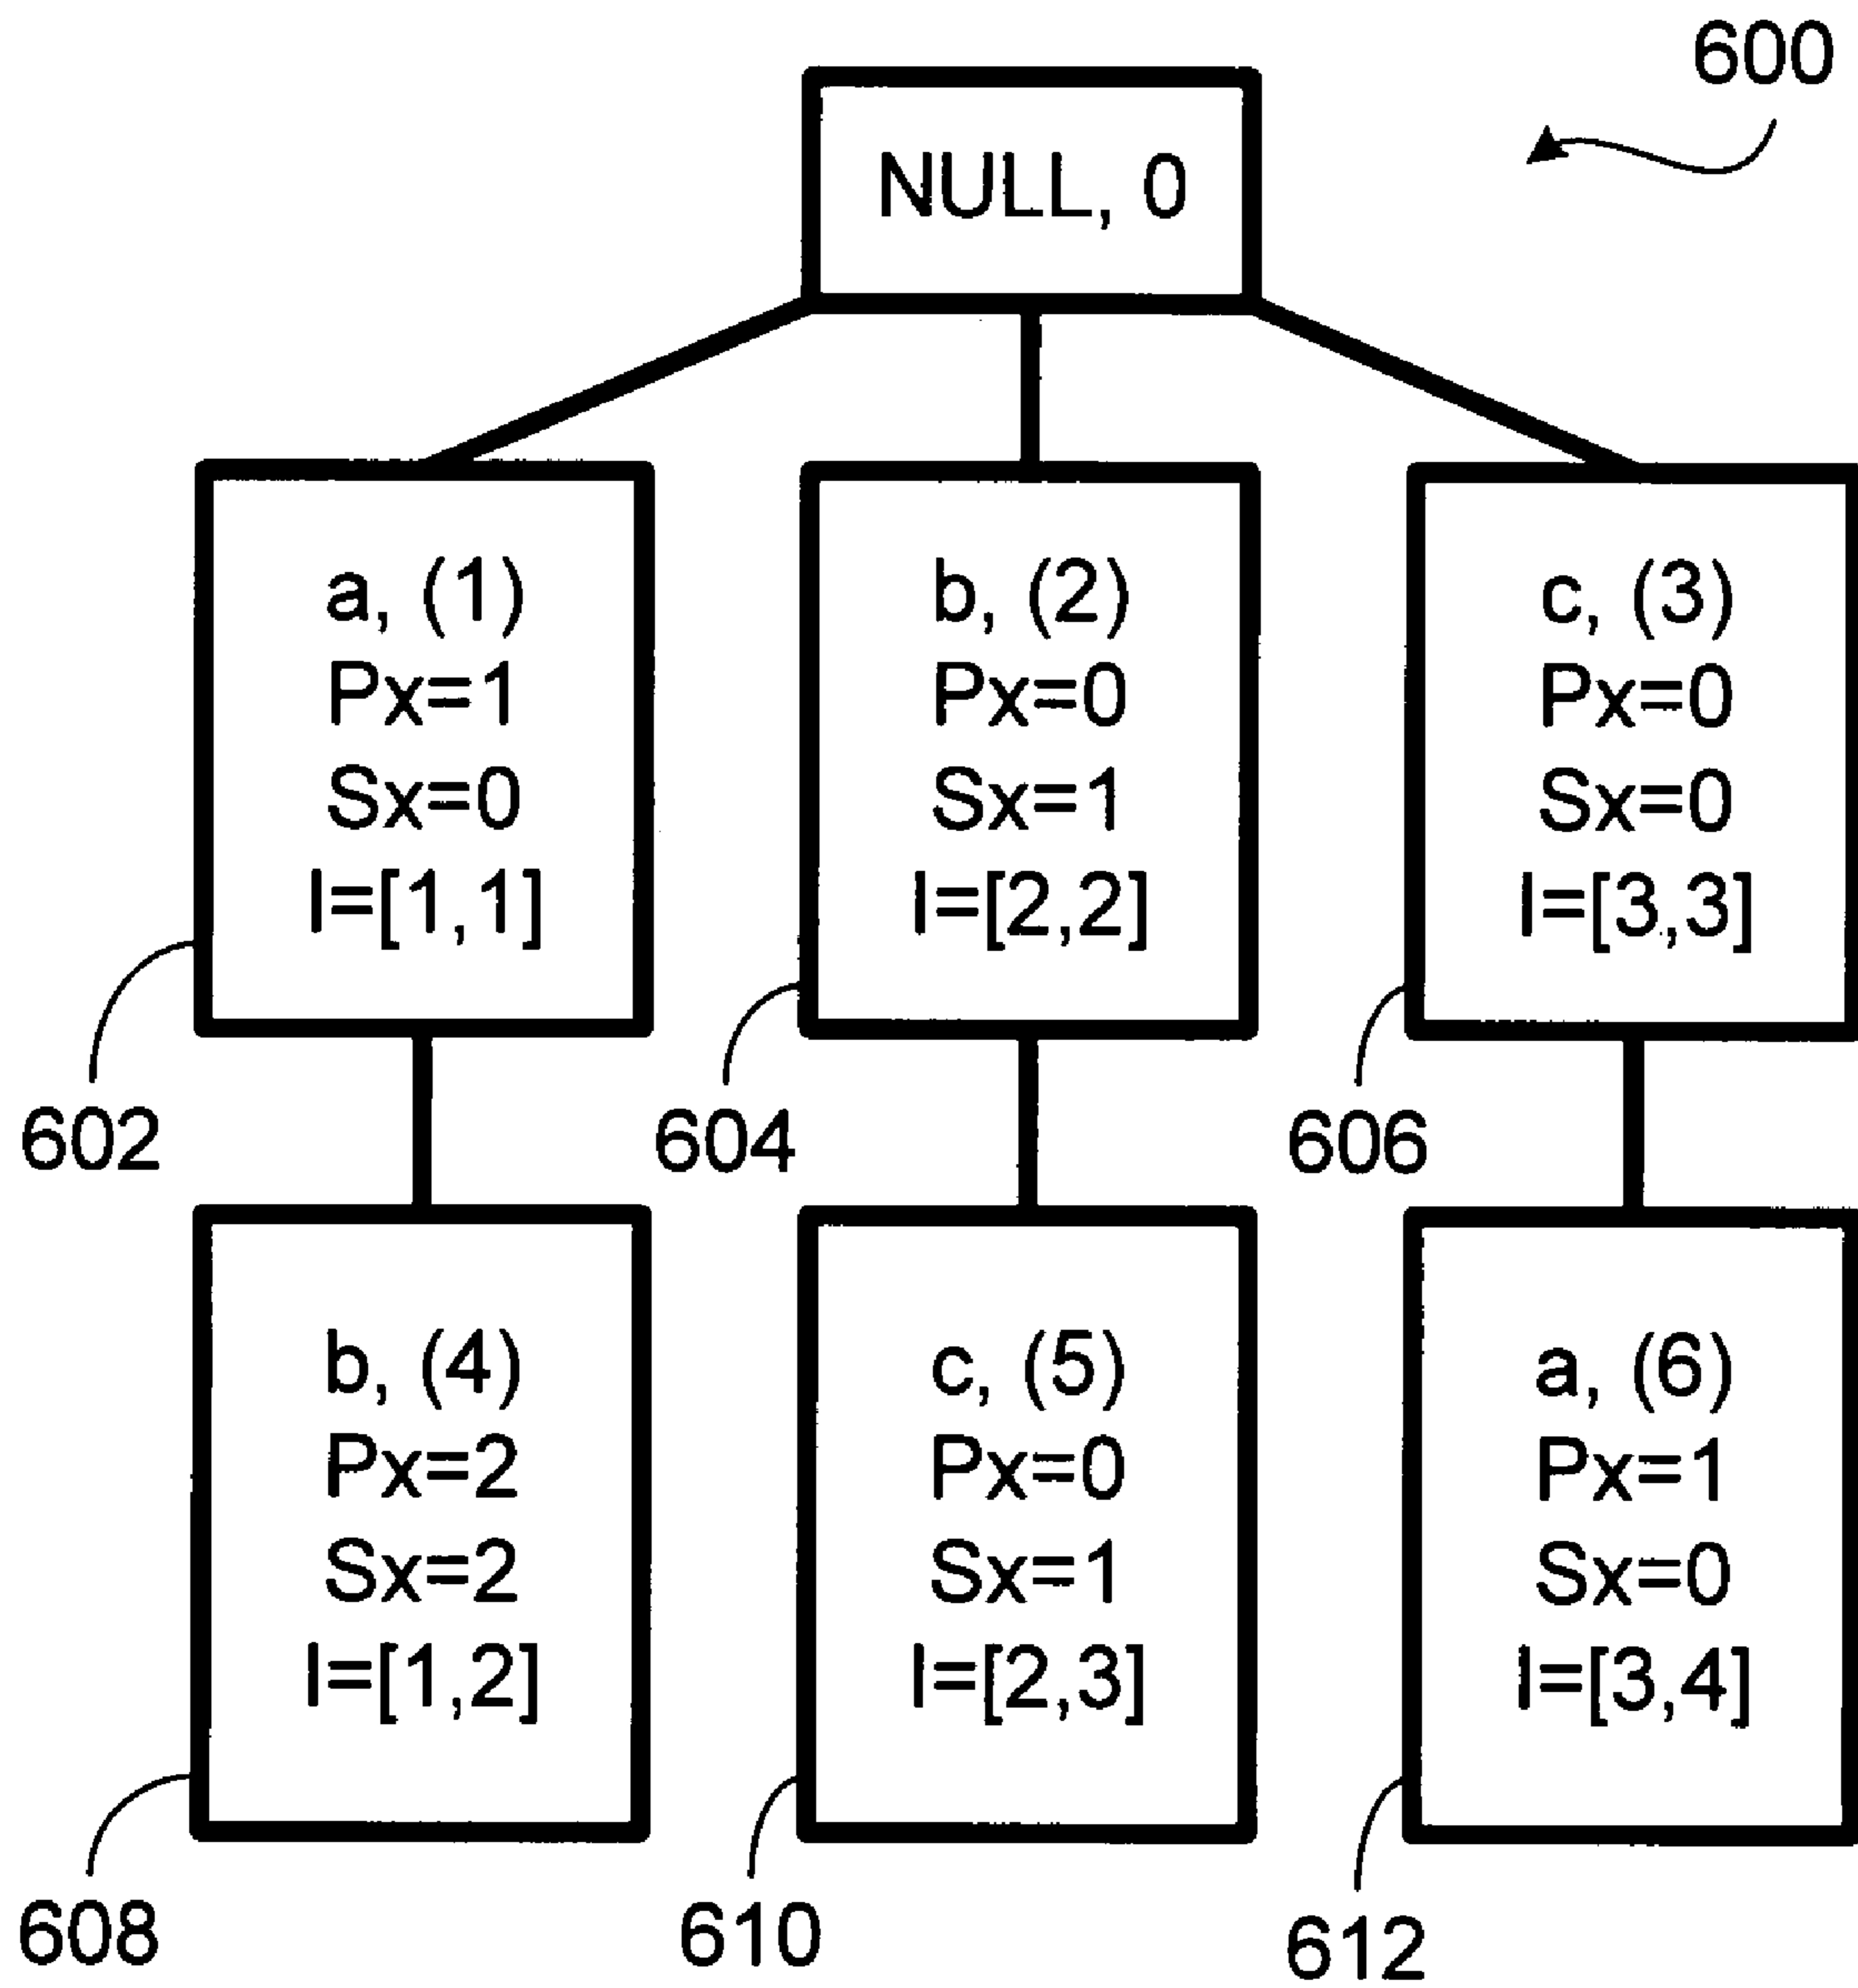 600
NULL, 0
a, (1)
Px=1
Sx=0
I=[1,1]
602
b, (2)
Px=0
Sx=1
I=[2,2]
604
c, (3)
Px=0
Sx=0
I=[3,3]
606
b, (4)
Px=2
Sx=2
I=[1,2]
608
c, (5)
Px=0
Sx=1
I=[2,3]
610
a, (6)
Px=1
Sx=0
I=[3,4]
612